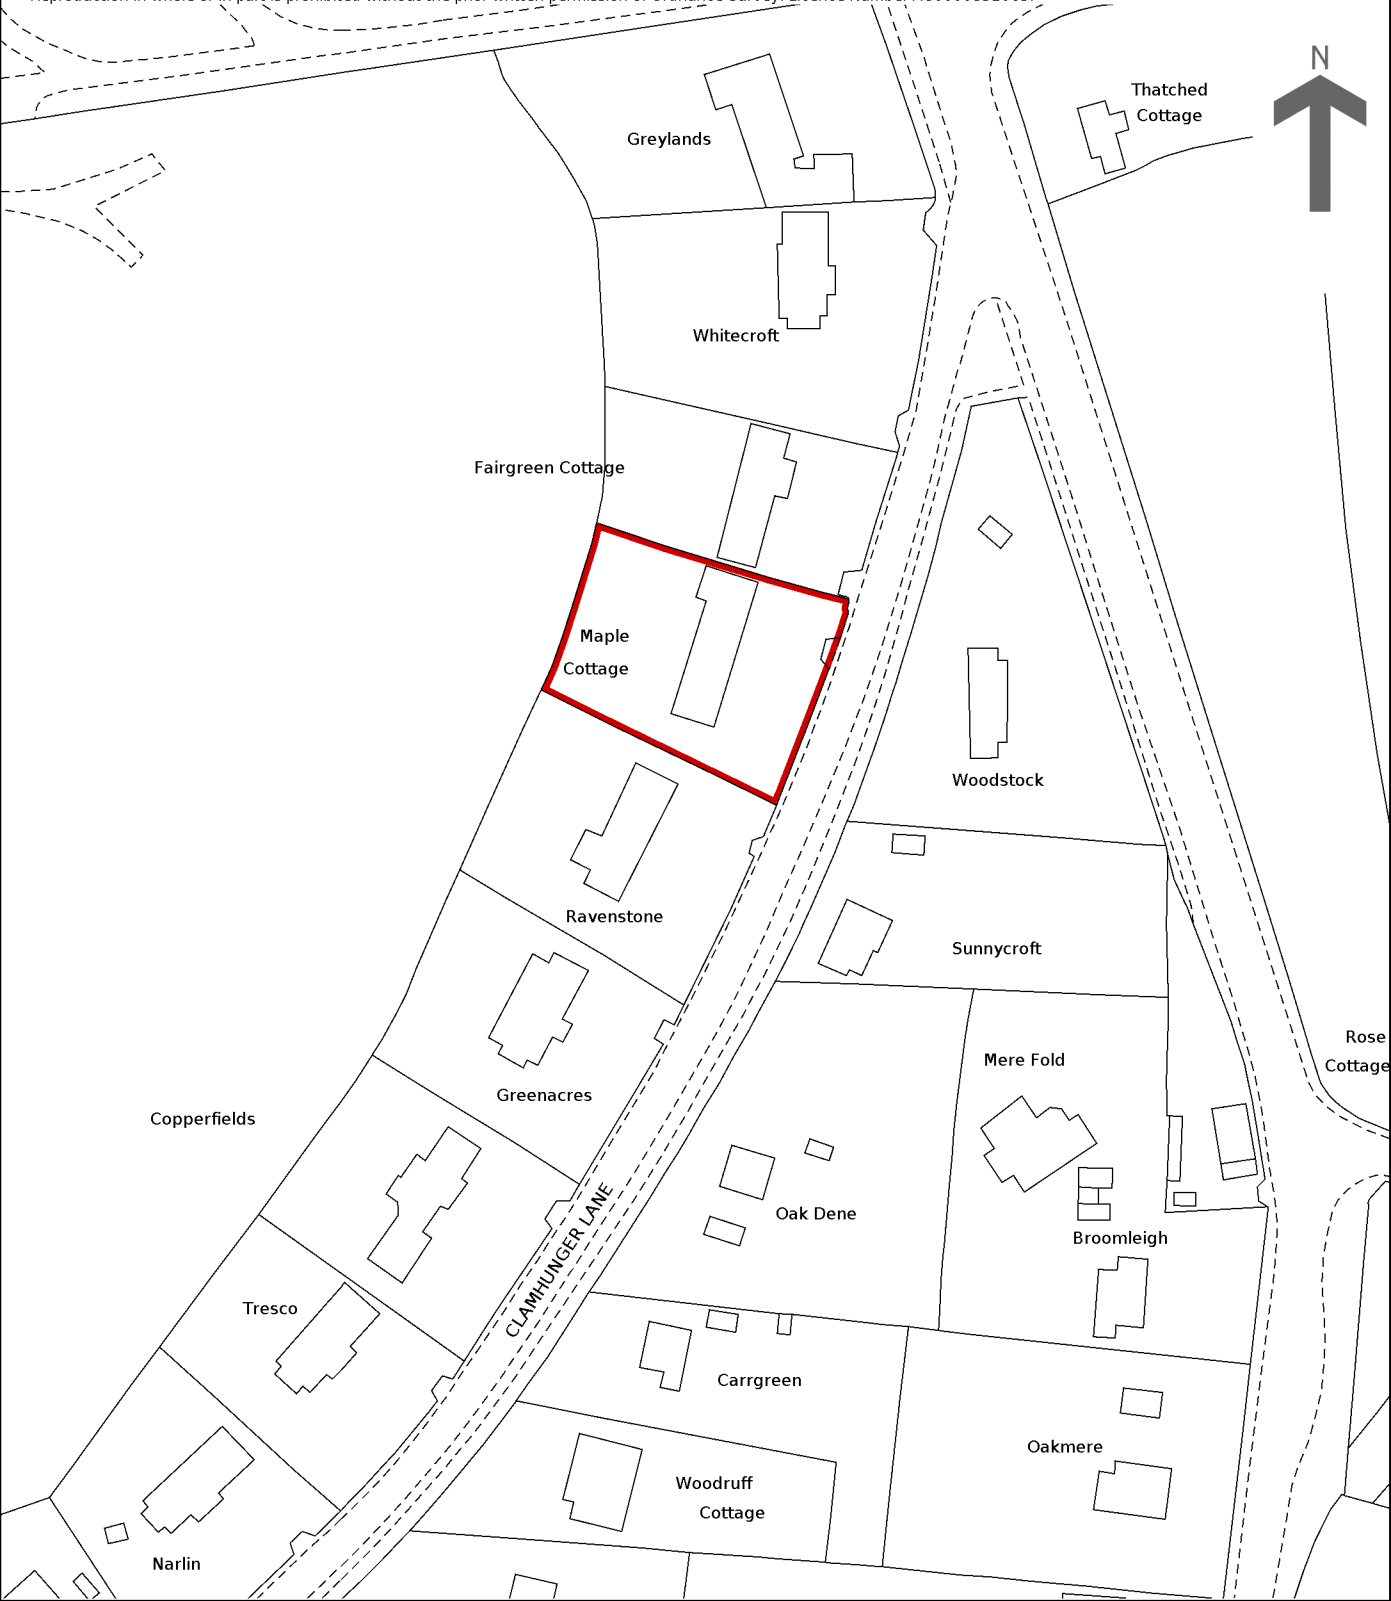 N
Thatched
Cottage
Greylands
Whitecroft
Fairgreen Cottage
Maple
Cottage
Woodstock
Ravenstone
Sunnycroft
Rose
Cottage
Mere Fold
Greenacres
Copperfields
CLAMHUNGER LANE
Oak Dene
Broomleigh
Tresco
Carrgreen
Oakmere
Woodruff
Cottage
Narlin